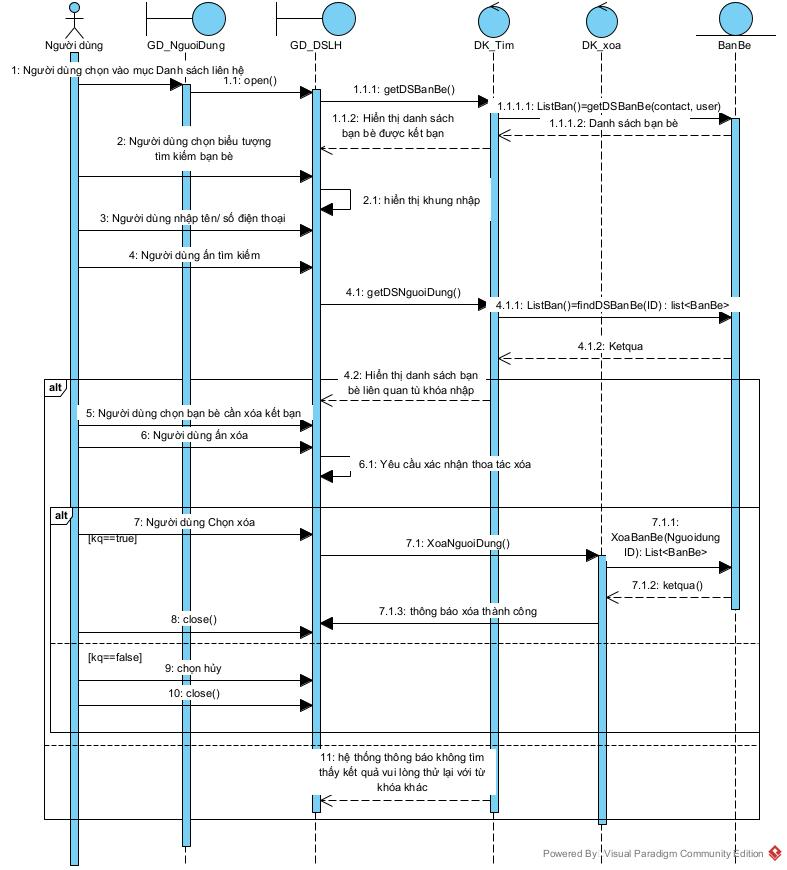 Người dùng
GD_NguoiDung
GD_DSLH
DK_Tim
DK_xoa
BanBe
1: Người dùng chọn vào mục Danh sách liên hệ
1.1: open()
1.1.1: getDSBanBe()
1.1.1.1: ListBan()=getDSBanBe(contact, user)
1.1.2: Hiển thị danh sách
bạn bè được kết bạn
1.1.1.2: Danh sách bạn bè
2: Người dùng chọn biểu tượng
tìm kiếm bạn bè
2.1: hiển thị khung nhập
3: Người dùng nhập tên/ số điện thoại
4: Người dùng ấn tìm kiếm
4.1: getDSNguoiDung()
4.1.1: ListBan()=findDSBanBe(ID) : list<BanBe>
4.1.2: Ketqua
alt
4.2: Hiển thị danh sách bạn
bè liên quan từ khóa nhập
5: Người dùng chọn bạn bè cần xóa kết bạn
6: Người dùng ấn xóa
6.1: Yêu cầu xác nhận thoa tác xóa
alt
7: Người dùng Chọn xóa
[kq==true]
7.1: XoaNguoiDung()
7.1.1:
XoaBanBe(Nguoidung
ID): List<BanBe>
7.1.2: ketqua()
7.1.3: thông báo xóa thành công
8: close()
[kq==false]
9: chọn hủy
10: close()
11: hệ thống thông báo không tìm
thấy kết quả vui lòng thử lại với từ
khóa khác
Powered By Visual Paradigm Community Edition